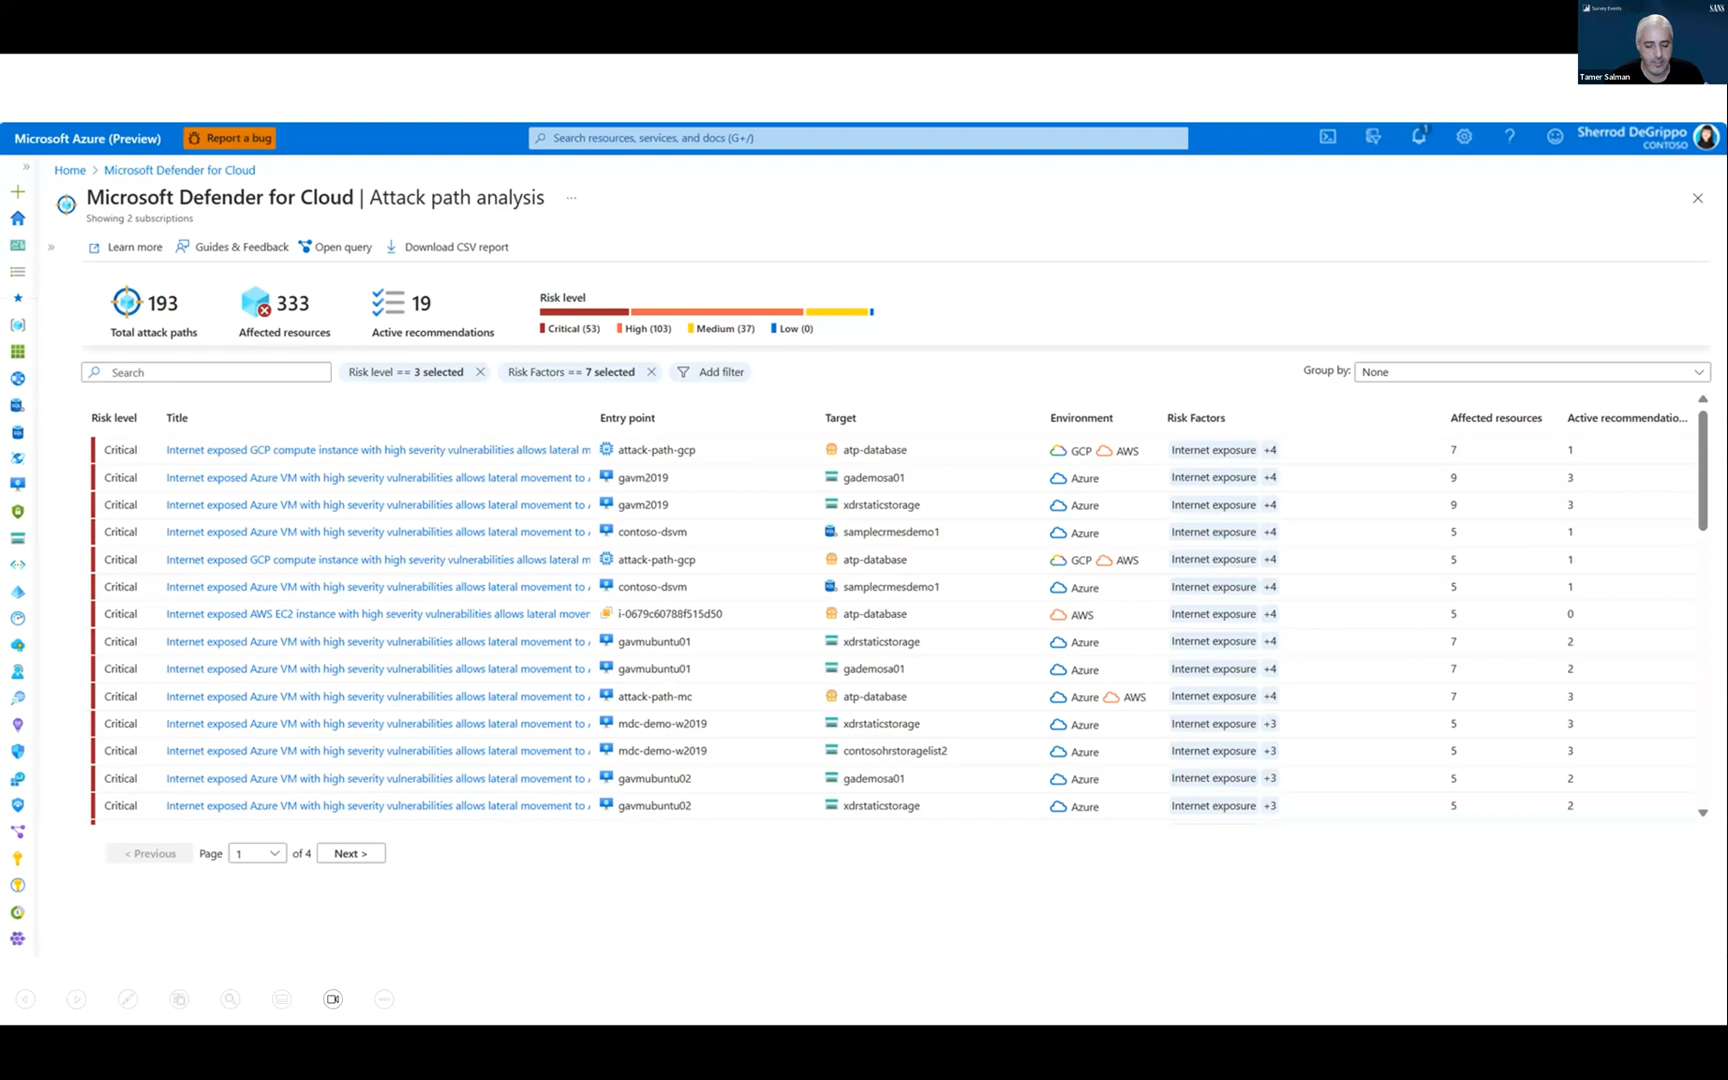 Survey Events
SANS
Tamer Salman
Microsoft Azure (Preview)
Report a bug
Search resources, services, and docs (G+/)
1
Sherrod DeGrippo
CONTOSO
Home > Microsoft Defender for Cloud
Microsoft Defender for Cloud | Attack path analysis ...
Showing 2 subscriptions
Learn more Guides & Feedback Open query Download CSV report
193 333 19
Total attack paths Affected resources Active recommendations
Risk level
Critical (53) High (103) Medium (37) Low (0)
Search
Risk level == 3 selected Risk Factors == 7 selected Add filter
Group by: None
Risk level Title Entry point Target Environment Risk Factors Affected resources Active recommendatio...
Critical Internet exposed GCP compute instance with high severity vulnerabilities allows lateral m attack-path-gcp atp-database GCP AWS Internet exposure +4 7 1
Critical Internet exposed Azure VM with high severity vulnerabilities allows lateral movement to gavm2019 gademosa01 Azure Internet exposure +4 9 3
Critical Internet exposed Azure VM with high severity vulnerabilities allows lateral movement to gavm2019 xdrstaticstorage Azure Internet exposure +4 9 3
Critical Internet exposed Azure VM with high severity vulnerabilities allows lateral movement to contoso-dsvm samplecrmesdemo1 Azure Internet exposure +4 5 1
Critical Internet exposed GCP compute instance with high severity vulnerabilities allows lateral m attack-path-gcp atp-database GCP AWS Internet exposure +4 5 1
Critical Internet exposed Azure VM with high severity vulnerabilities allows lateral movement to contoso-dsvm samplecrmesdemo1 Azure Internet exposure +4 5 1
Critical Internet exposed AWS EC2 instance with high severity vulnerabilities allows lateral mover i-0679c60788f515d50 atp-database AWS Internet exposure +4 5 0
Critical Internet exposed Azure VM with high severity vulnerabilities allows lateral movement to gavmubuntu01 xdrstaticstorage Azure Internet exposure +4 7 2
Critical Internet exposed Azure VM with high severity vulnerabilities allows lateral movement to gavmubuntu01 gademosa01 Azure Internet exposure +4 7 2
Critical Internet exposed Azure VM with high severity vulnerabilities allows lateral movement to attack-path-mc atp-database Azure AWS Internet exposure +4 7 3
Critical Internet exposed Azure VM with high severity vulnerabilities allows lateral movement to mdc-demo-w2019 xdrstaticstorage Azure Internet exposure +3 5 3
Critical Internet exposed Azure VM with high severity vulnerabilities allows lateral movement to mdc-demo-w2019 contosohrstoragelist2 Azure Internet exposure +3 5 3
Critical Internet exposed Azure VM with high severity vulnerabilities allows lateral movement to gavmubuntu02 gademosa01 Azure Internet exposure +3 5 2
Critical Internet exposed Azure VM with high severity vulnerabilities allows lateral movement to gavmubuntu02 xdrstaticstorage Azure Internet exposure +3 5 2
< Previous Page 1 of 4 Next >